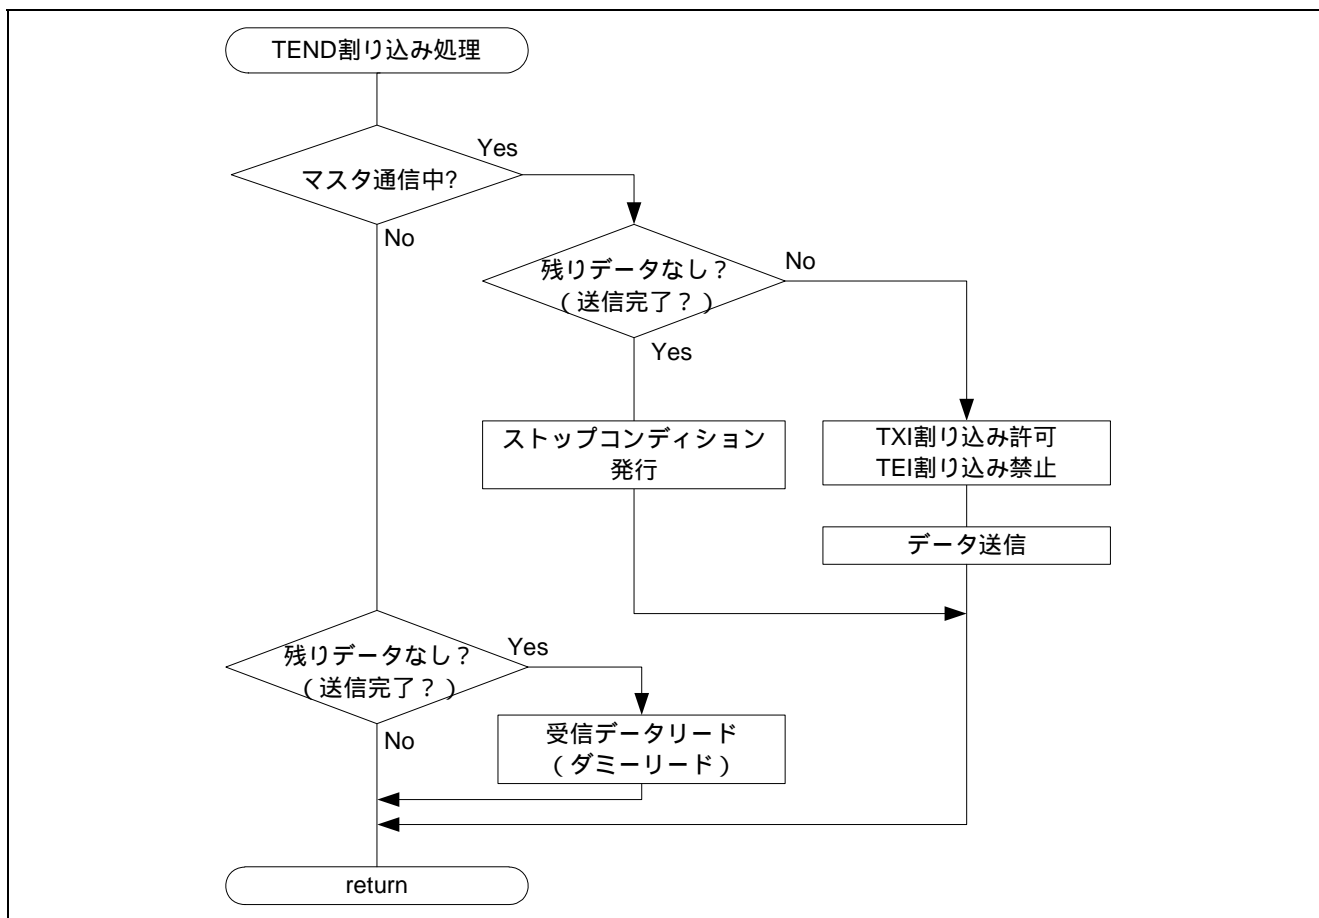 TEND割り込み処理
マスタ通信中?
Yes
No
残りデータなし？
（送信完了？）
No
Yes
ストップコンディション
発行
TXI割り込み許可
TEI割り込み禁止
データ送信
残りデータなし？
（送信完了？）
Yes
No
受信データリード
（ダミーリード）
return